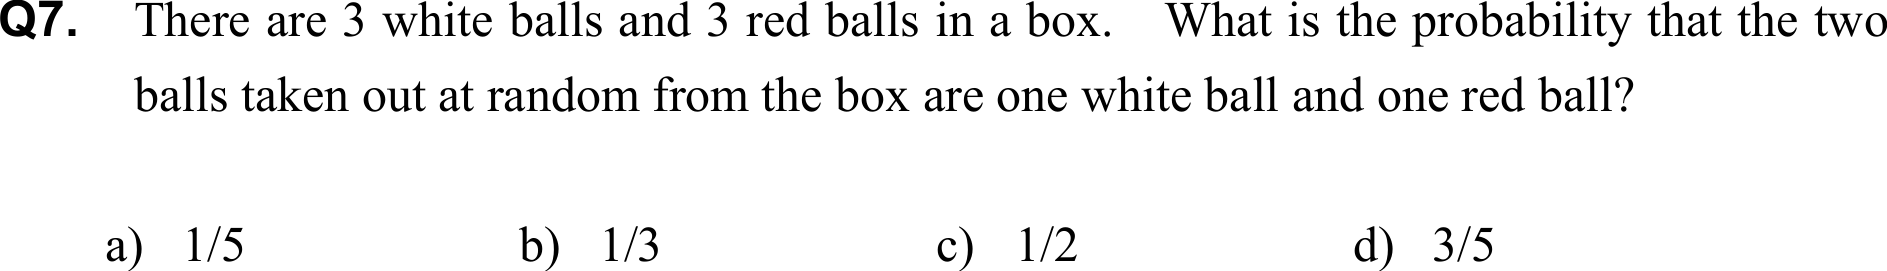 Q7. There are 3 white balls and 3 red balls in a box. What is the probability that the two
balls taken out at random from the box are one white ball and one red ball?
a) 1/5 b) 1/3 c) 1/2 d) 3/5